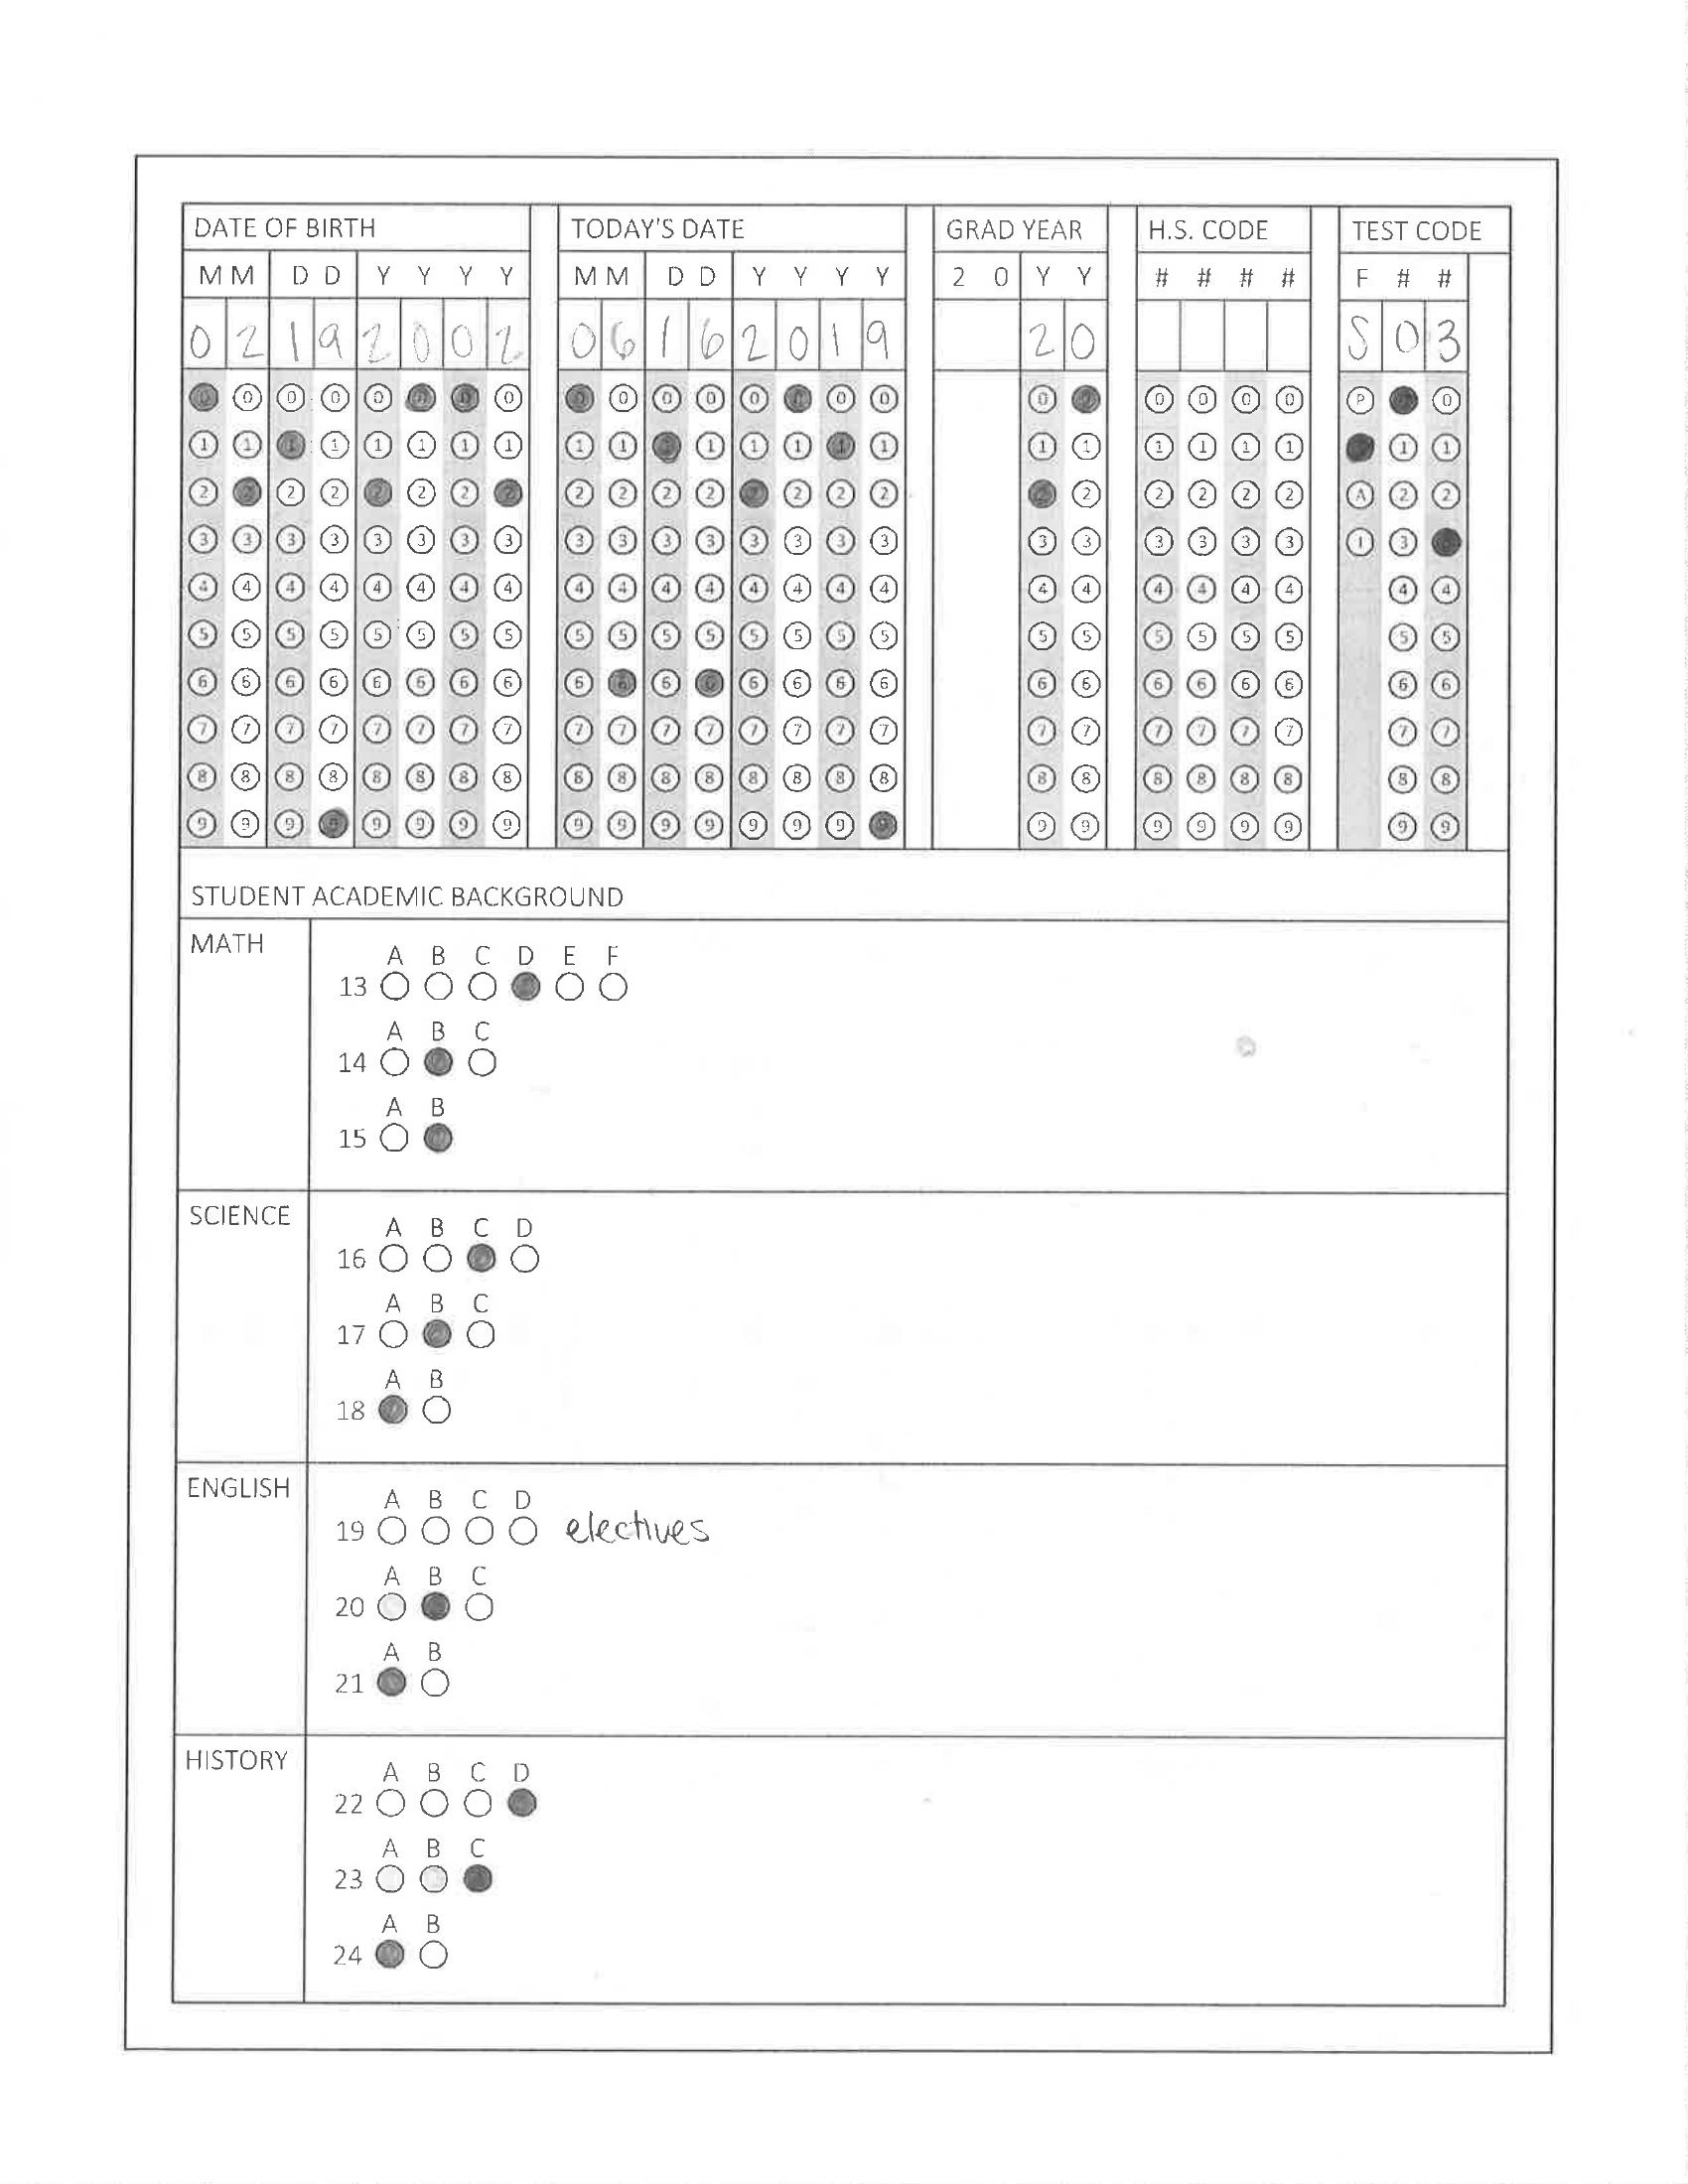 DATE OF BIRTH TODAY'S DATE GRAD YEAR H.S. CODE TEST CODE
M M D D Y Y Y Y M M D D Y Y Y Y 2 0 Y Y # # # # F # #
0 2 1 9 2 0 0 2 0 6 1 6 2 0 1 9 2 0 S 0 3
0 0 0 0 0 0 0 0 0 0 0 0 0 0 0 0 0 0 0 0 0 0 P 0
1 1 1 1 1 1 1 1 1 1 1 1 1 1 1 1 1 1 1 1 1 1 1 1
2 2 2 2 2 2 2 2 2 2 2 2 2 2 2 2 2 2 2 2 2 2 A 2 2
3 3 3 3 3 3 3 3 3 3 3 3 3 3 3 3 3 3 3 3 3 3 1 3
4 4 4 4 4 4 4 4 4 4 4 4 4 4 4 4 4 4 4 4 4 4 4 4
5 5 5 5 5 5 5 5 5 5 5 5 5 5 5 5 5 5 5 5 5 5 5 5
6 6 6 6 6 6 6 6 6 6 6 6 6 6 6 6 6 6 6 6 6 6 6 6
7 7 7 7 7 7 7 7 7 7 7 7 7 7 7 7 7 7 7 7 7 7 7 7
8 8 8 8 8 8 8 8 8 8 8 8 8 8 8 8 8 8 8 8 8 8 8 8
9 9 9 9 9 9 9 9 9 9 9 9 9 9 9 9 9 9 9 9 9 9 9 9
STUDENT ACADEMIC BACKGROUND
MATH
A B C D E F
13
A B C
14
A B
15
SCIENCE
A B C D
16
A B C
17
A B
18
ENGLISH
A B C D
19 electives
A B C
20
A B
21
HISTORY
A B C D
22
A B C
23
A B
24